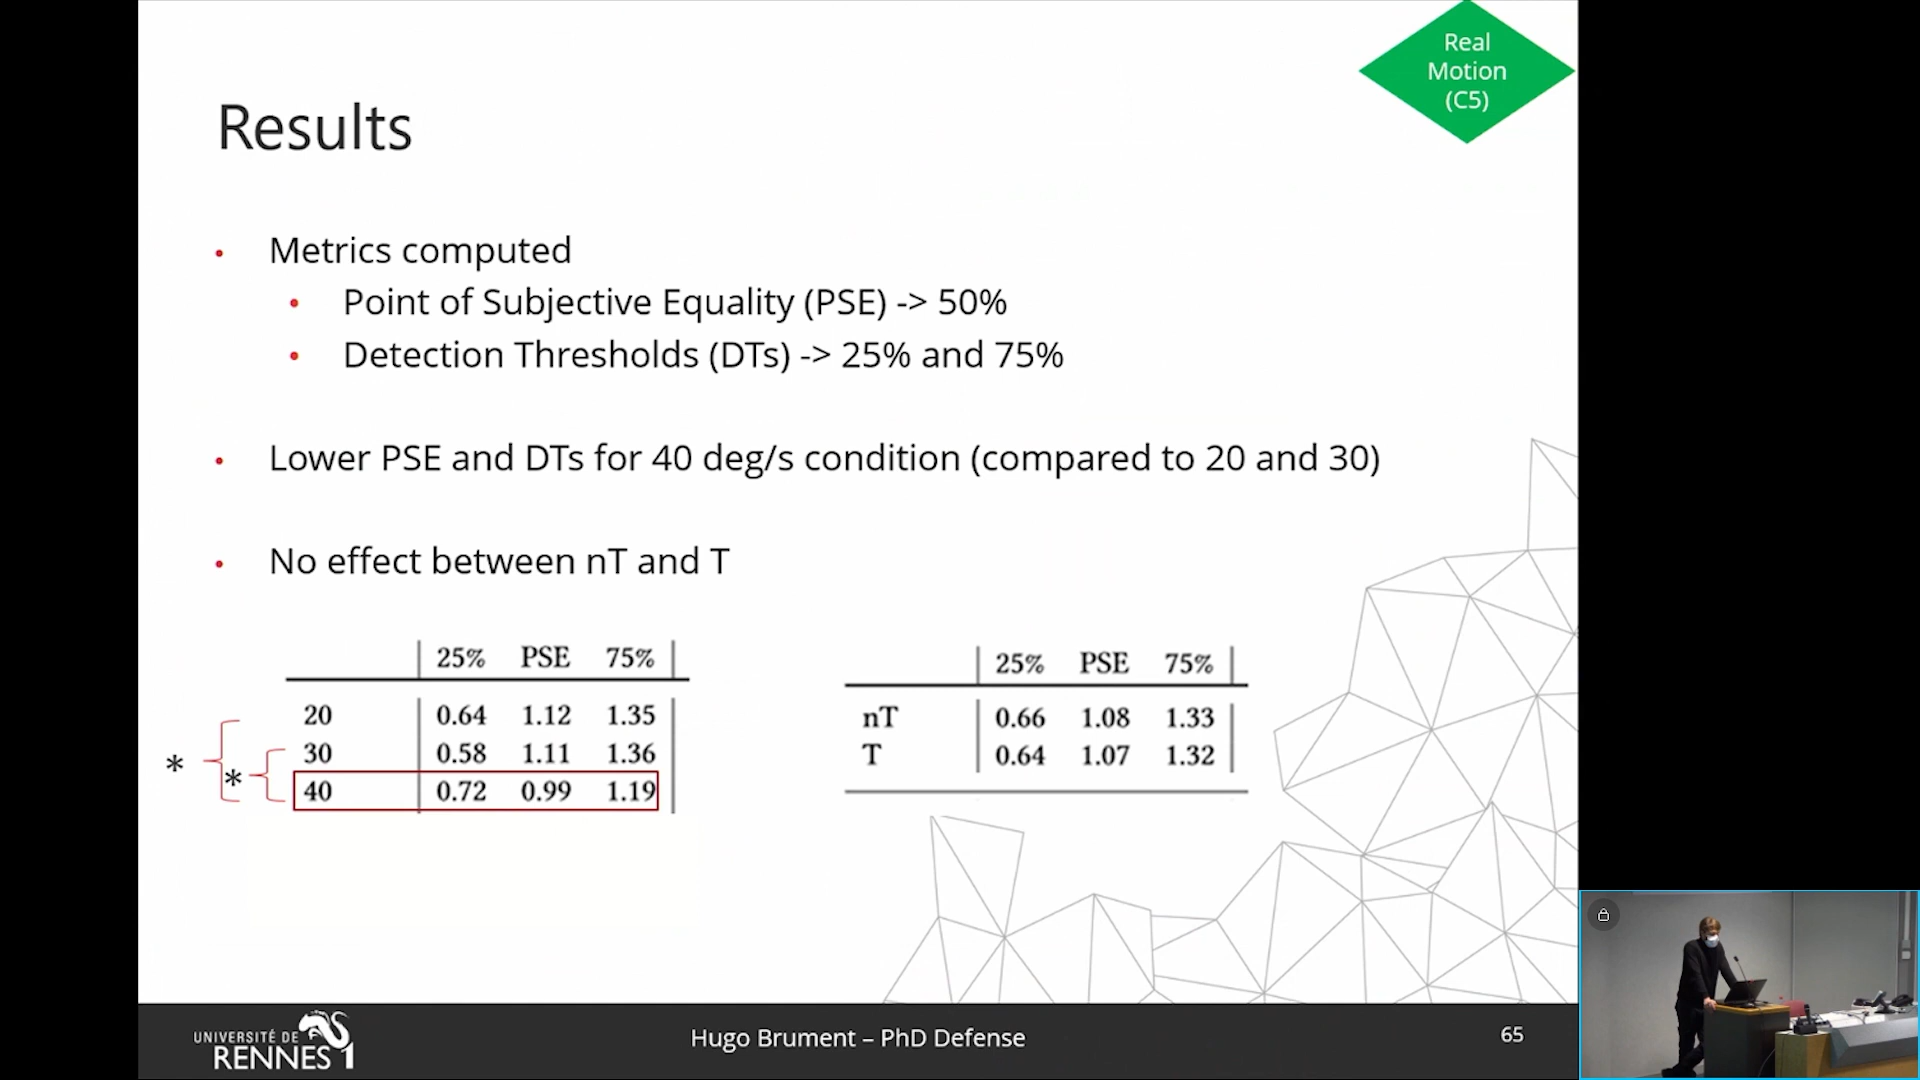 Real
Motion
(C5)
Results
• Metrics computed
• Point of Subjective Equality (PSE) -> 50%
• Detection Thresholds (DTs) -> 25% and 75%
• Lower PSE and DTs for 40 deg/s condition (compared to 20 and 30)
• No effect between nT and T
25% PSE 75%
20 0.64 1.12 1.35
30 0.58 1.11 1.36
40 0.72 0.99 1.19
* *
25% PSE 75%
nT 0.66 1.08 1.33
T 0.64 1.07 1.32
UNIVERSITÉ DE
RENNES 1
Hugo Brument – PhD Defense
65